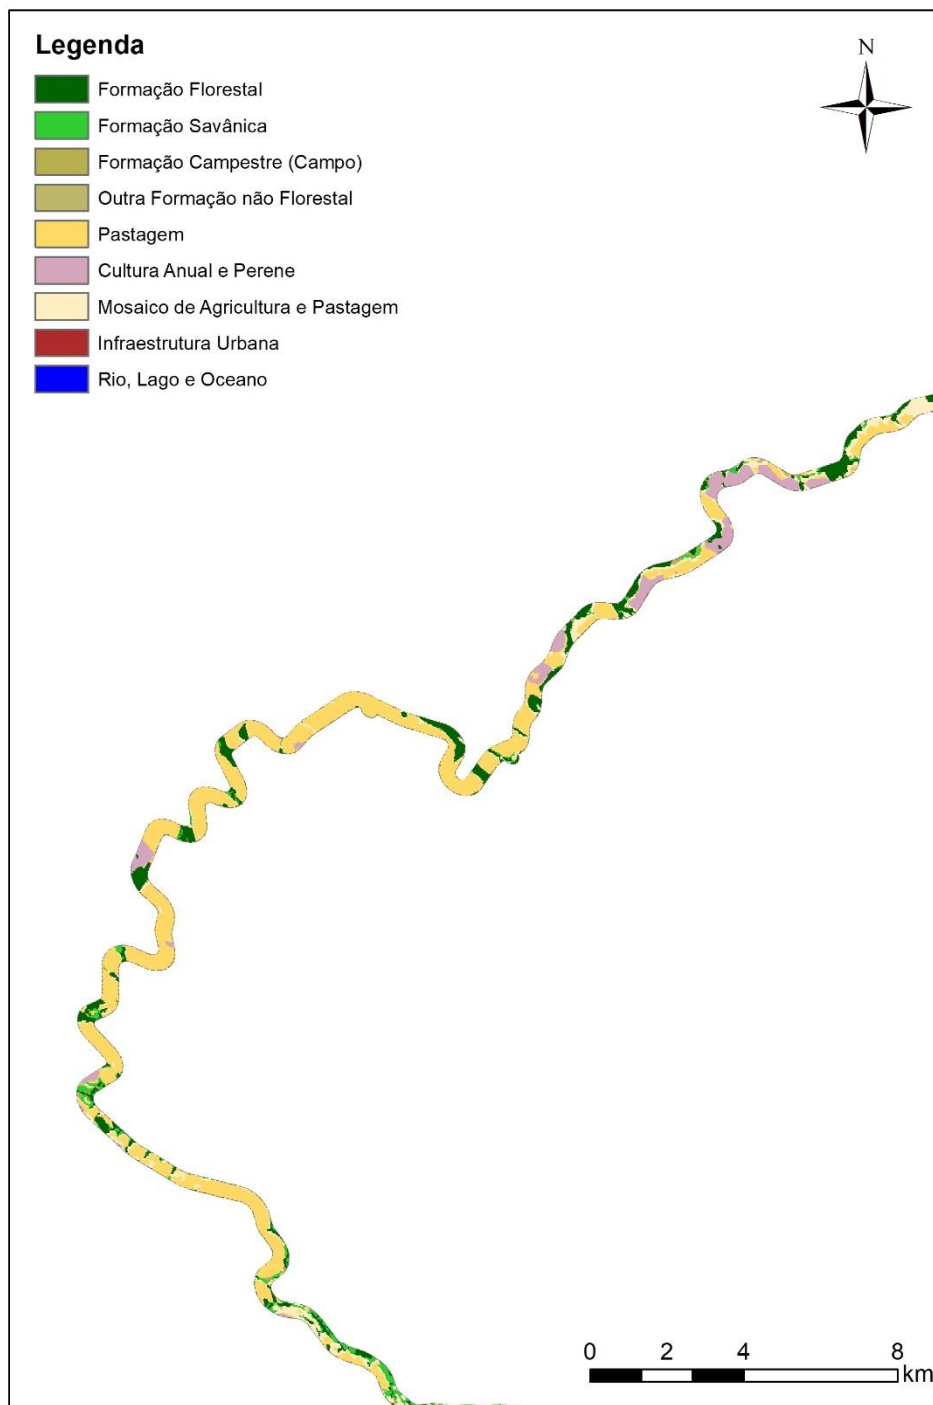 Legenda
N
Formação Florestal
Formação Savânica
Formação Campestre (Campo)
Outra Formação não Florestal
Pastagem
Cultura Anual e Perene
Mosaico de Agricultura e Pastagem
Infraestrutura Urbana
Rio, Lago e Oceano
0 2 4 8
km